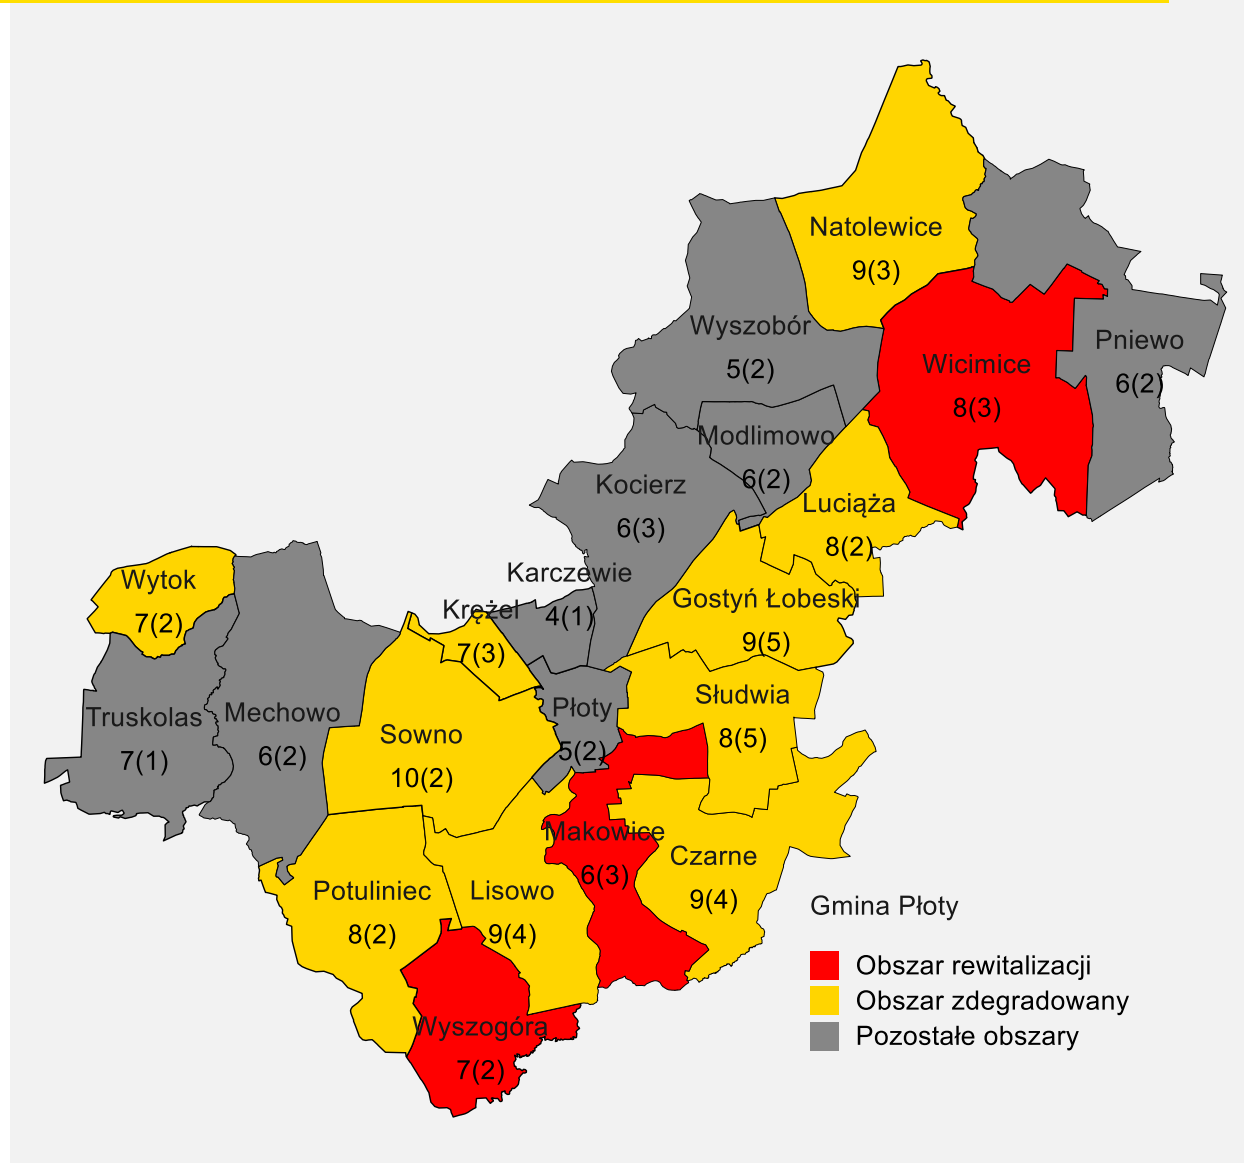 Natolewice
9(3)
Wyszobór
5(2)
Pniewo
6(2)
Wicimice
8(3)
Modlimowo
6(2)
Kocierz
6(3)
Luciąża
8(2)
Karczewie
4(1)
Wytok
7(2)
Krężel
7(3)
Gostyń Łobeski
9(5)
Truskolas
7(1)
Mechowo
6(2)
Sowno
10(2)
Płoty
5(2)
Słudwia
8(5)
Makowice
6(3)
Czarne
9(4)
Potuliniec
8(2)
Lisowo
9(4)
Wyszogóra
7(2)
Gmina Płoty
Obszar rewitalizacji
Obszar zdegradowany
Pozostałe obszary